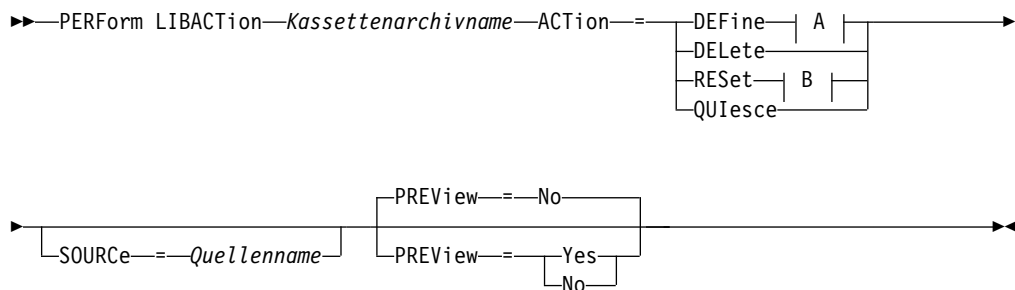 PERForm LIBACTion Kassettenarchivname ACTion = DEFine A
DELete
RESet B
QUIesce
PREView = No
SOURCe = Quellenname PREView = Yes
No